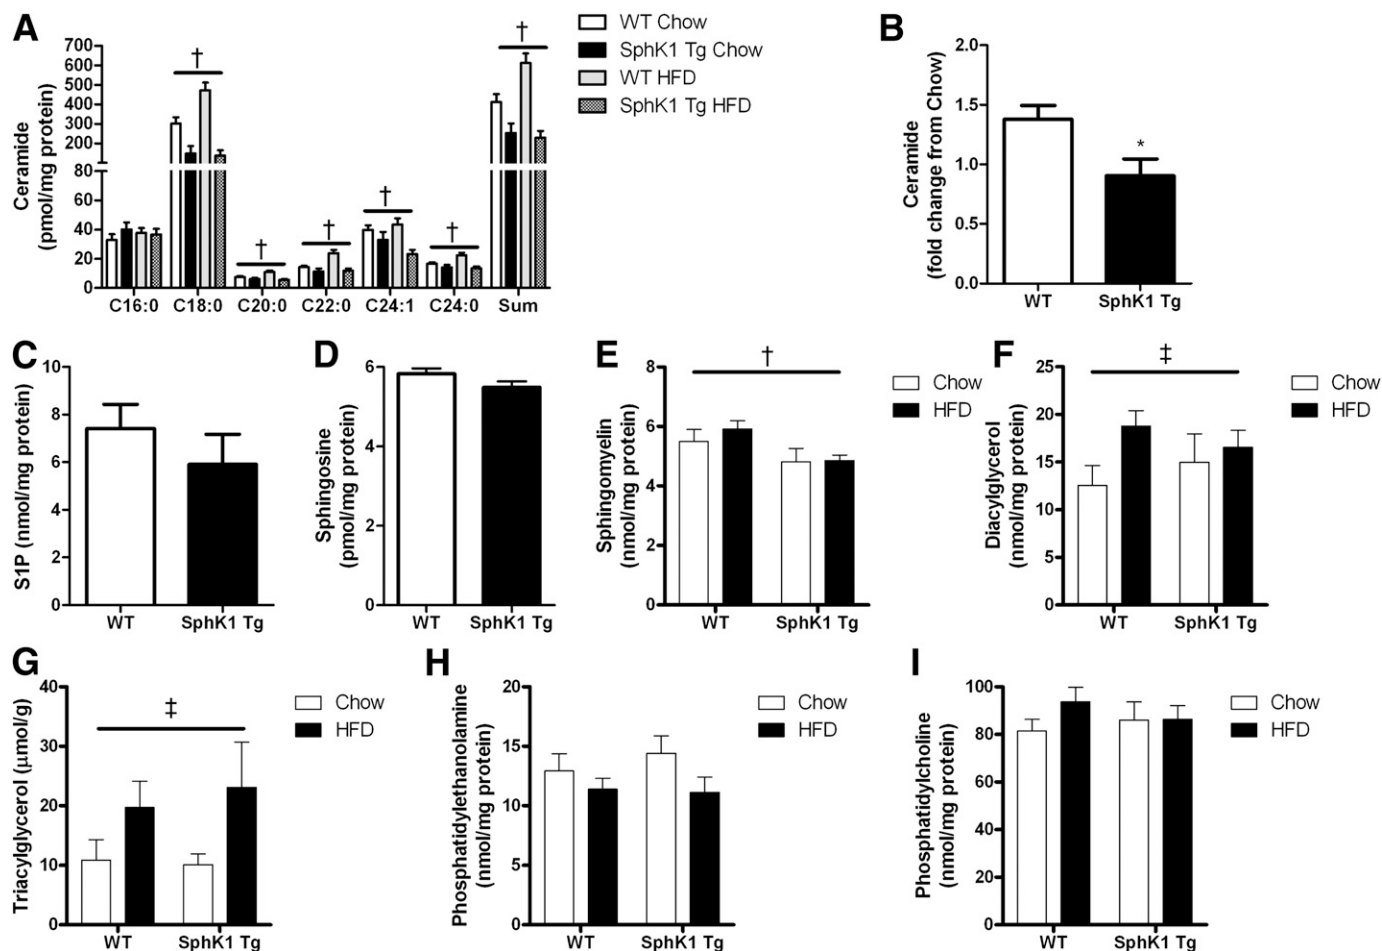 A
Ceramide
(pmol/mg protein)
700
600
500
400
300
200
100
80
60
40
20
0
†
†
†
†
†
†
C16:0 C18:0 C20:0 C22:0 C24:1 C24:0 Sum
WT Chow
SphK1 Tg Chow
WT HFD
SphK1 Tg HFD
B
Ceramide
(fold change from Chow)
2.0
1.5
1.0
0.5
0.0
*
WT SphK1 Tg
C
S1P (nmol/mg protein)
10
8
6
4
2
0
WT SphK1 Tg
D
Sphingosine
(pmol/mg protein)
6
4
2
0
WT SphK1 Tg
E
Sphingomyelin
(nmol/mg protein)
8
6
4
2
0
†
WT SphK1 Tg
Chow
HFD
F
Diacylglycerol
(nmol/mg protein)
25
20
15
10
5
0
‡
WT SphK1 Tg
Chow
HFD
G
Triacylglycerol (μmol/g)
40
30
20
10
0
‡
WT SphK1 Tg
Chow
HFD
H
Phosphatidylethanolamine
(nmol/mg protein)
20
15
10
5
0
WT SphK1 Tg
Chow
HFD
I
Phosphatidylcholine
(nmol/mg protein)
100
80
60
40
20
0
WT SphK1 Tg
Chow
HFD